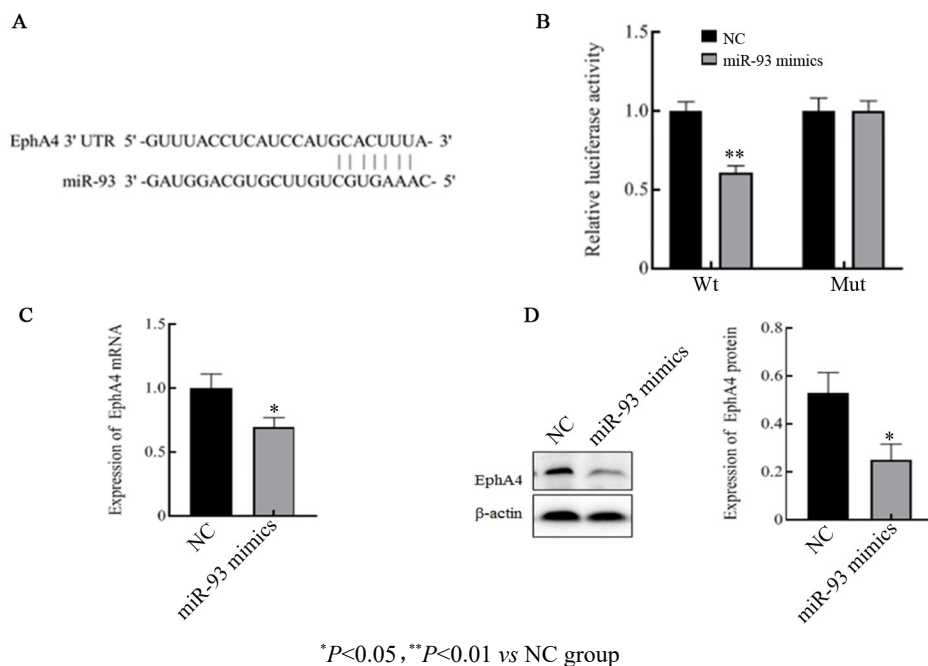 A
EphA4 3' UTR 5' -GUUUACCUCAUCCAUGCACUUUA- 3'
miR-93 3' -GAUGGACGUGCUUGUCGUGAAAC- 5'
B
Relative luciferase activity
1.5
1.0
0.5
0
NC
miR-93 mimics
**
Wt
Mut
C
Expression of EphA4 mRNA
1.5
1.0
0.5
0
*
NC
miR-93 mimics
D
NC
miR-93 mimics
EphA4
β-actin
Expression of EphA4 protein
0.8
0.6
0.4
0.2
0
*
NC
miR-93 mimics
*P<0.05,**P<0.01 vs NC group